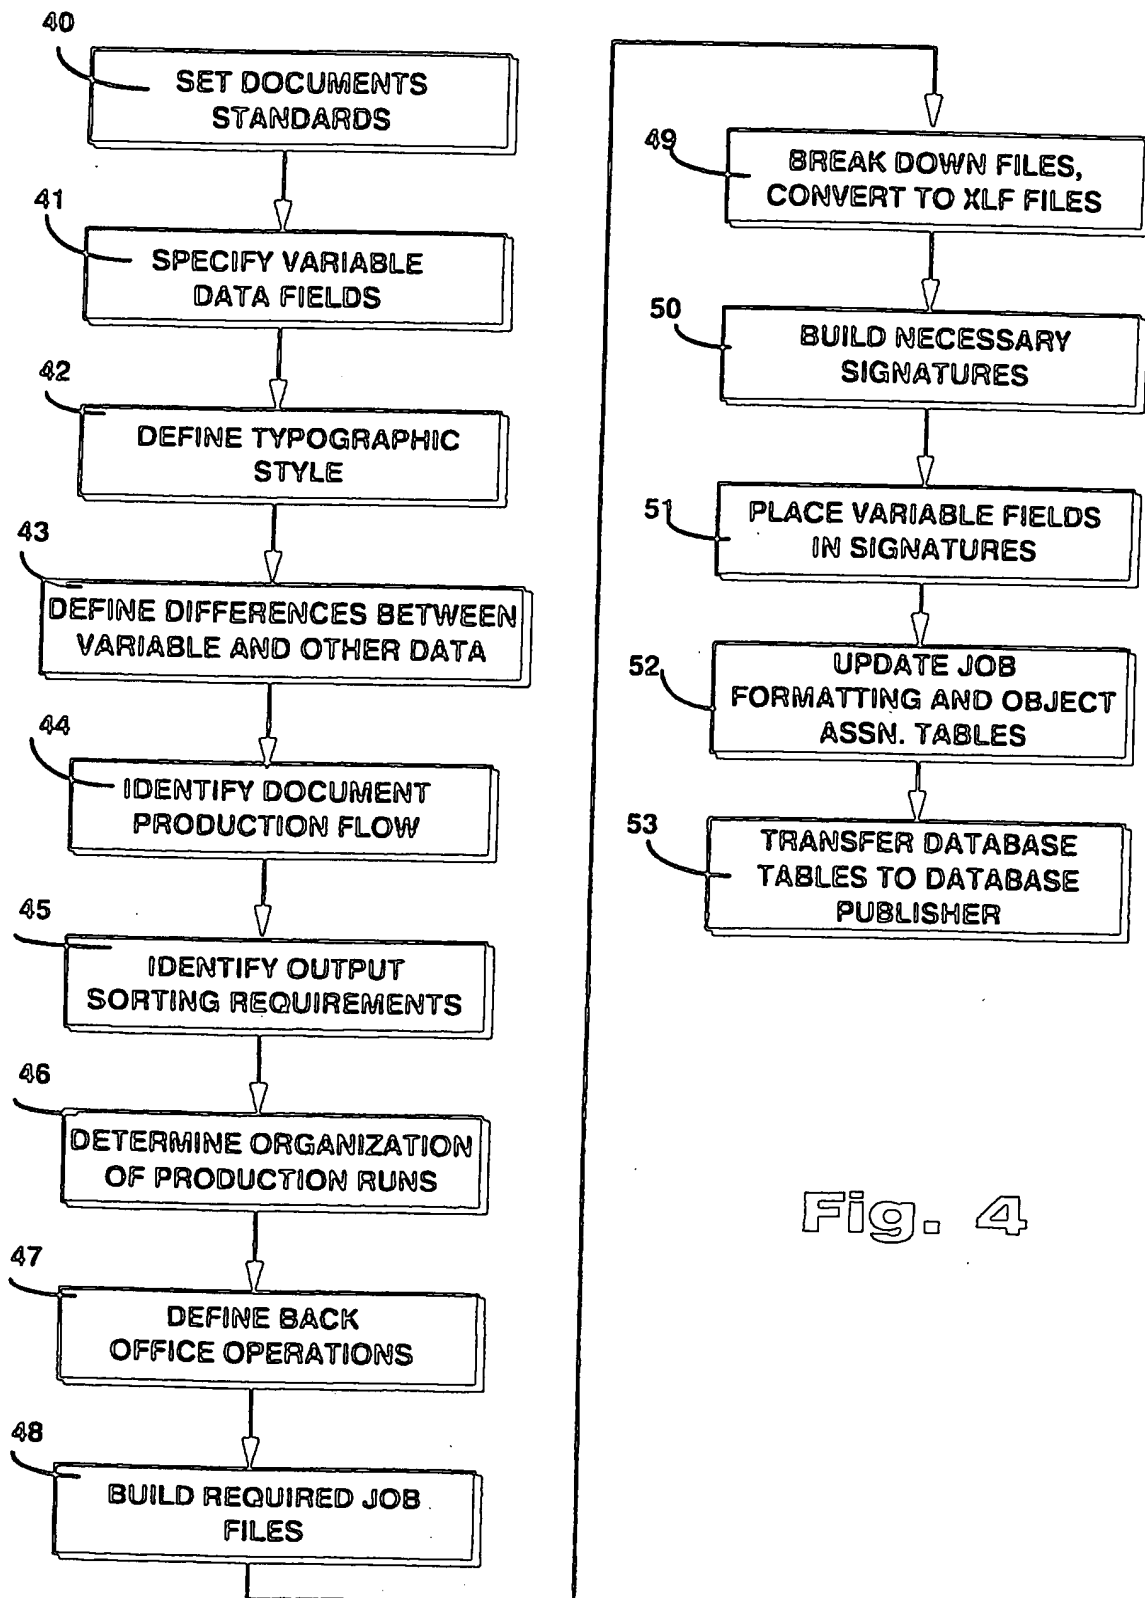 40
SET DOCUMENTS
STANDARDS
41
SPECIFY VARIABLE
DATA FIELDS
42
DEFINE TYPOGRAPHIC
STYLE
43
DEFINE DIFFERENCES BETWEEN
VARIABLE AND OTHER DATA
44
IDENTIFY DOCUMENT
PRODUCTION FLOW
45
IDENTIFY OUTPUT
SORTING REQUIREMENTS
46
DETERMINE ORGANIZATION
OF PRODUCTION RUNS
47
DEFINE BACK
OFFICE OPERATIONS
48
BUILD REQUIRED JOB
FILES
49
BREAK DOWN FILES,
CONVERT TO XLF FILES
50
BUILD NECESSARY
SIGNATURES
51
PLACE VARIABLE FIELDS
IN SIGNATURES
52
UPDATE JOB
FORMATTING AND OBJECT
ASSN. TABLES
53
TRANSFER DATABASE
TABLES TO DATABASE
PUBLISHER
Fig. 4